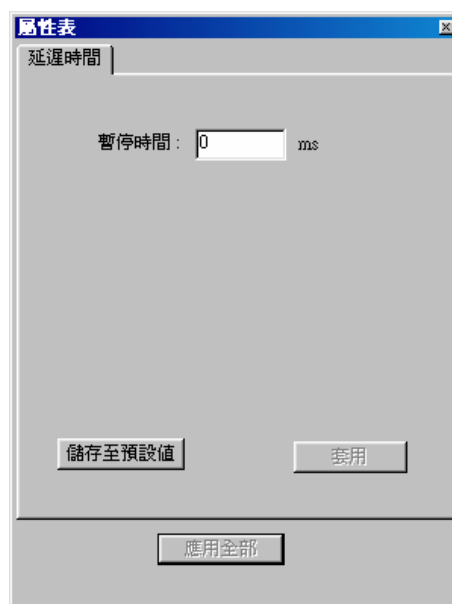 屬性表
延遲時間
暫停時間： 0 ms
儲存至預設値 套用
應用全部